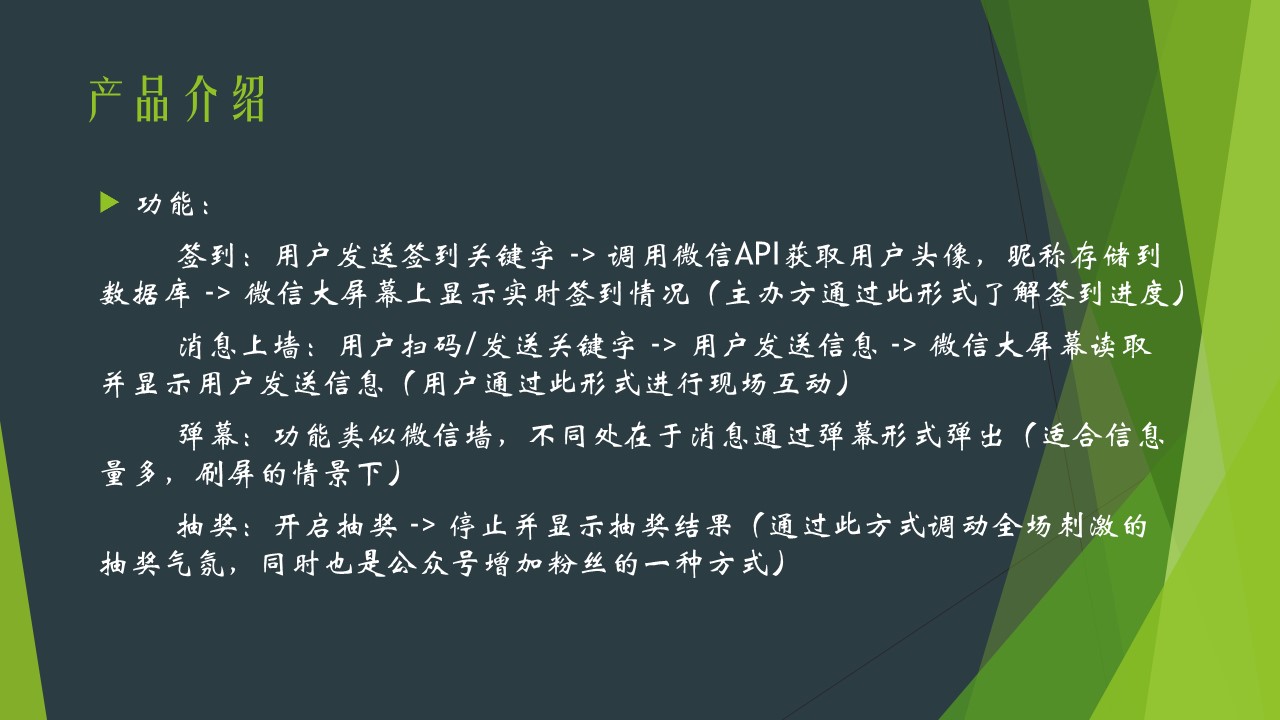 产品介绍
功能：
签到：用户发送签到关键字 -> 调用微信API获取用户头像，昵称存储到
数据库 -> 微信大屏幕上显示实时签到情况（主办方通过此形式了解签到进度）
消息上墙：用户扫码/发送关键字 -> 用户发送信息 -> 微信大屏幕读取
并显示用户发送信息（用户通过此形式进行现场互动）
弹幕：功能类似微信墙，不同处在于消息通过弹幕形式弹出（适合信息
量多，刷屏的情景下）
抽奖：开启抽奖 -> 停止并显示抽奖结果（通过此方式调动全场刺激的
抽奖气氛，同时也是公众号增加粉丝的一种方式）